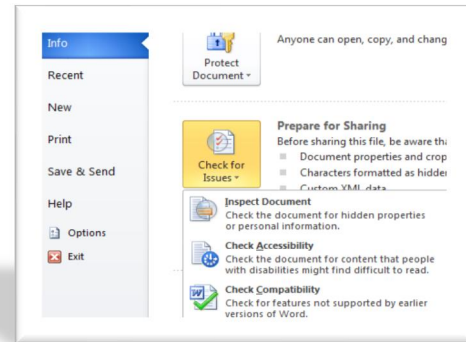 Info
Recent
New
Print
Save & Send
Help
Options
Exit
Protect
Document
Anyone can open, copy, and chang
Check for
Issues
Prepare for Sharing
Before sharing this file, be aware tha
Document properties and crop
Characters formatted as hidden
Custom XML data
Inspect Document
Check the document for hidden properties
or personal information.
Check Accessibility
Check the document for content that people
with disabilities might find difficult to read.
Check Compatibility
Check for features not supported by earlier
versions of Word.